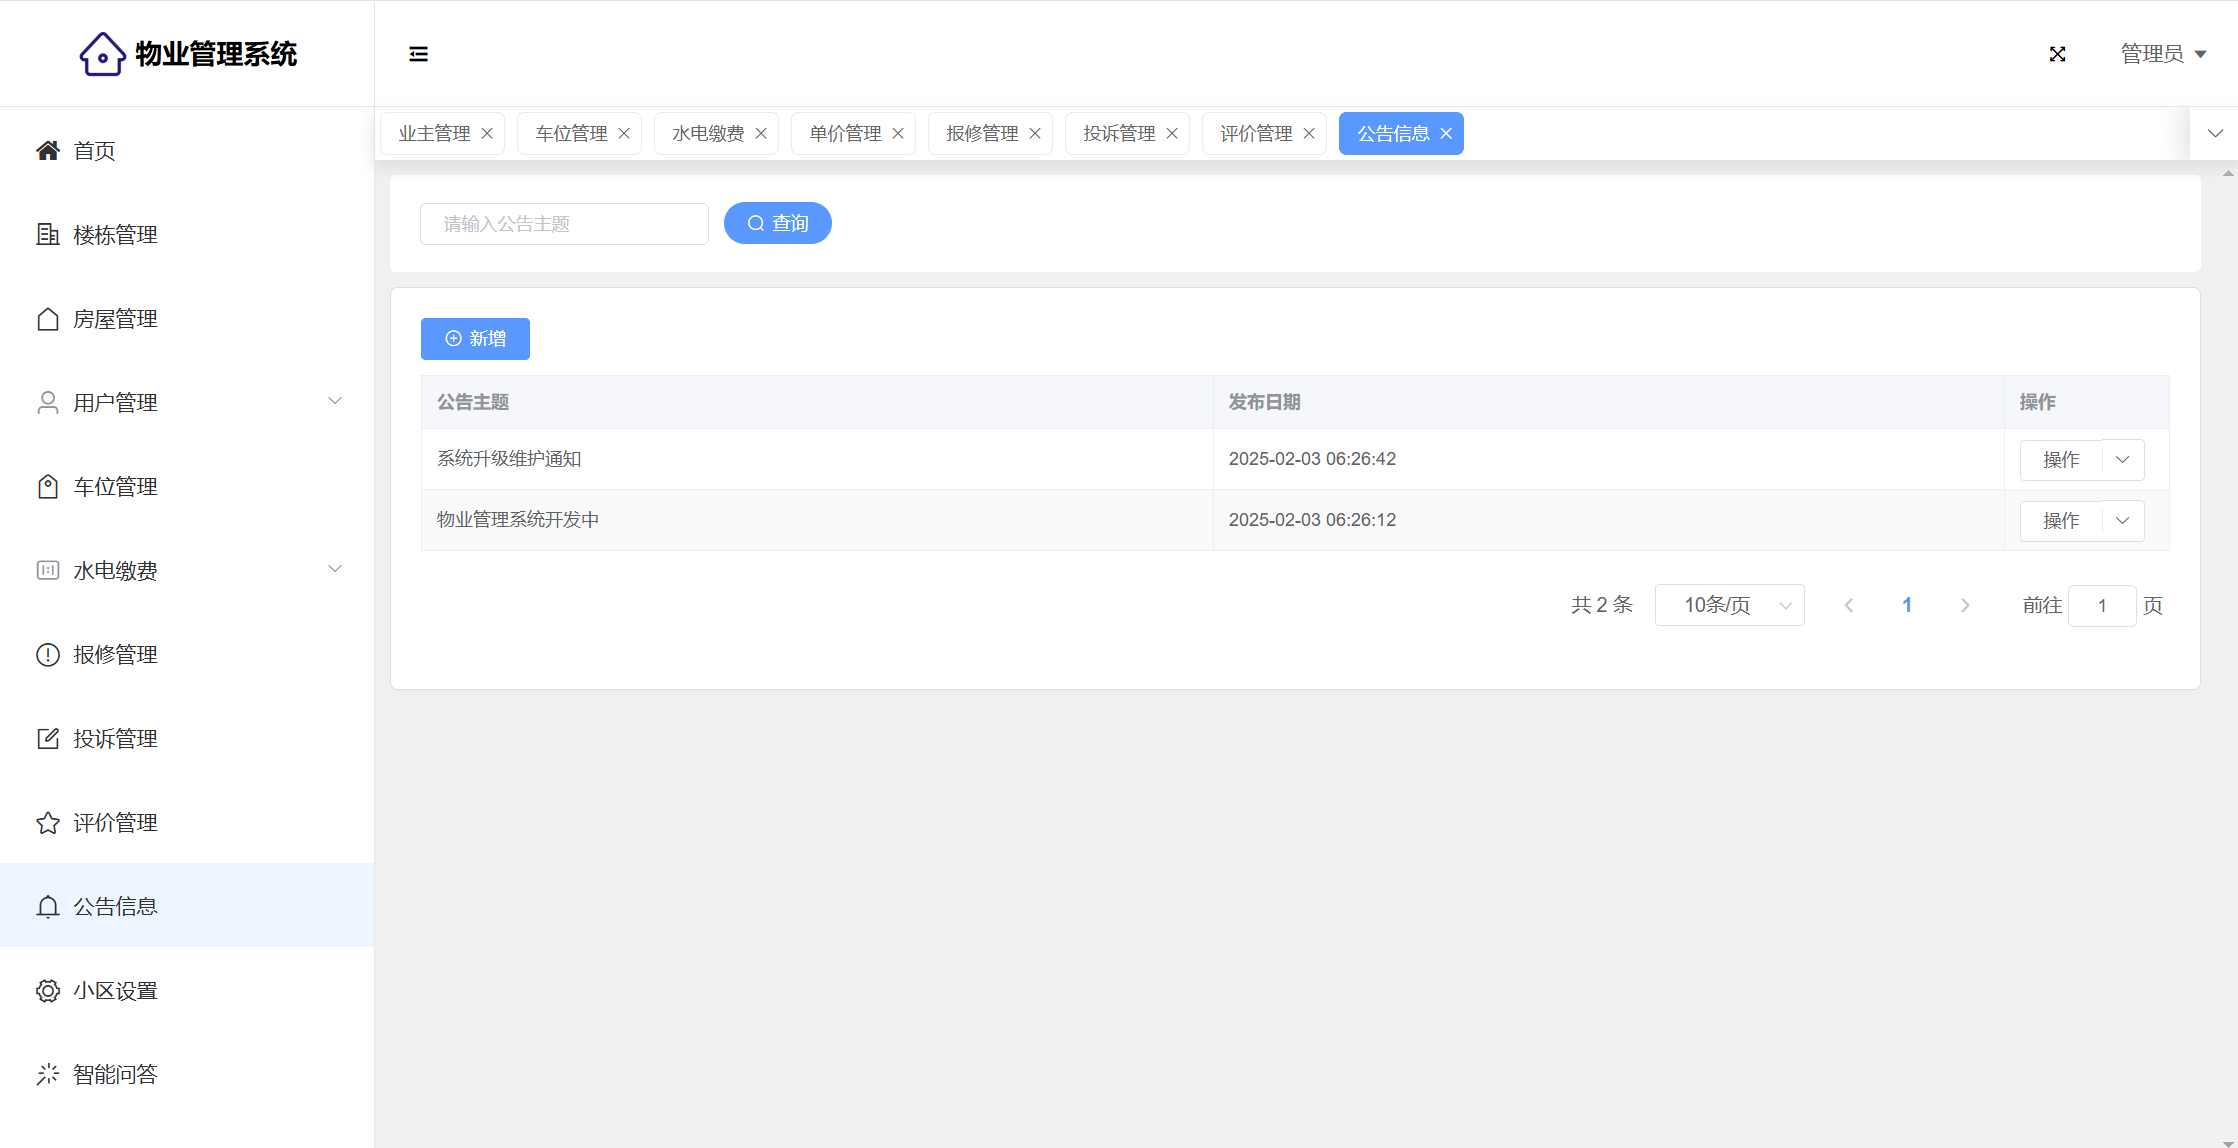 物业管理系统
管理员
首页
楼栋管理
房屋管理
用户管理
车位管理
水电缴费
报修管理
投诉管理
评价管理
公告信息
小区设置
智能问答
业主管理 车位管理 水电缴费 单价管理 报修管理 投诉管理 评价管理 公告信息
请输入公告主题 查询
新增
公告主题 发布日期 操作
系统升级维护通知 2025-02-03 06:26:42 操作
物业管理系统开发中 2025-02-03 06:26:12 操作
共 2 条 10条/页 1 前往 1 页